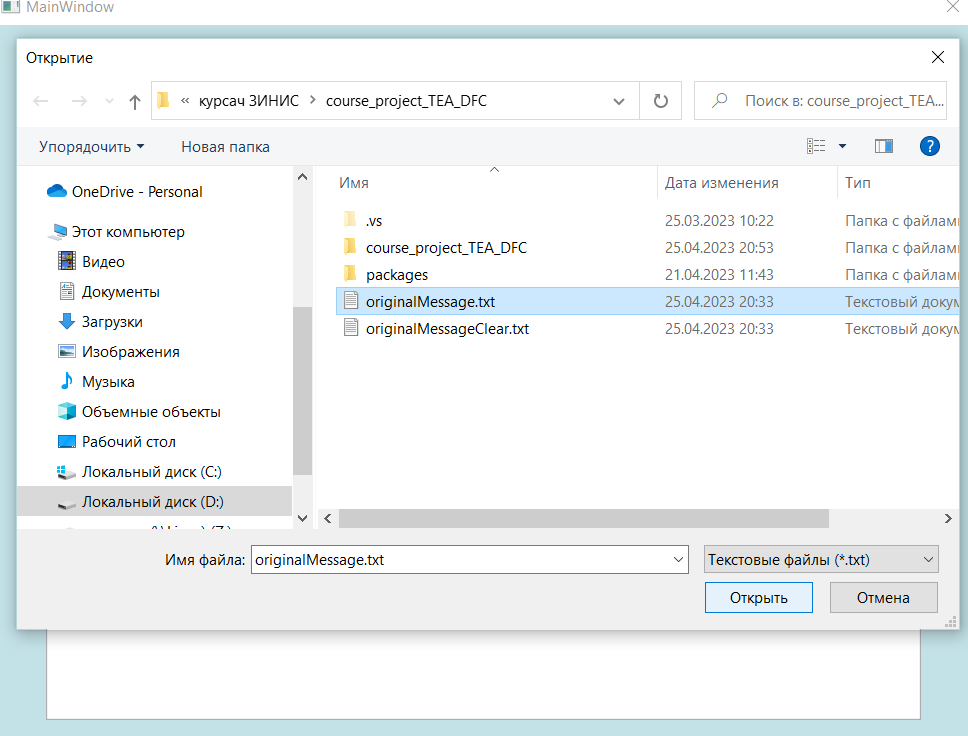 MainWindow
Открытие
« курсач ЗИНИС > course_project_TEA_DFC
Поиск в: course_project_TEA...
Упорядочить
Новая папка
?
OneDrive - Personal
Этот компьютер
Видео
Документы
Загрузки
Изображения
Музыка
Объемные объекты
Рабочий стол
Локальный диск (C:)
Локальный диск (D:)
Имя Дата изменения Тип
.vs 25.03.2023 10:22 Папка с файлами
course_project_TEA_DFC 25.04.2023 20:53 Папка с файлами
packages 21.04.2023 11:43 Папка с файлами
originalMessage.txt 25.04.2023 20:33 Текстовый докум
originalMessageClear.txt 25.04.2023 20:33 Текстовый докум
Имя файла: originalMessage.txt
Текстовые файлы (*.txt)
Открыть
Отмена